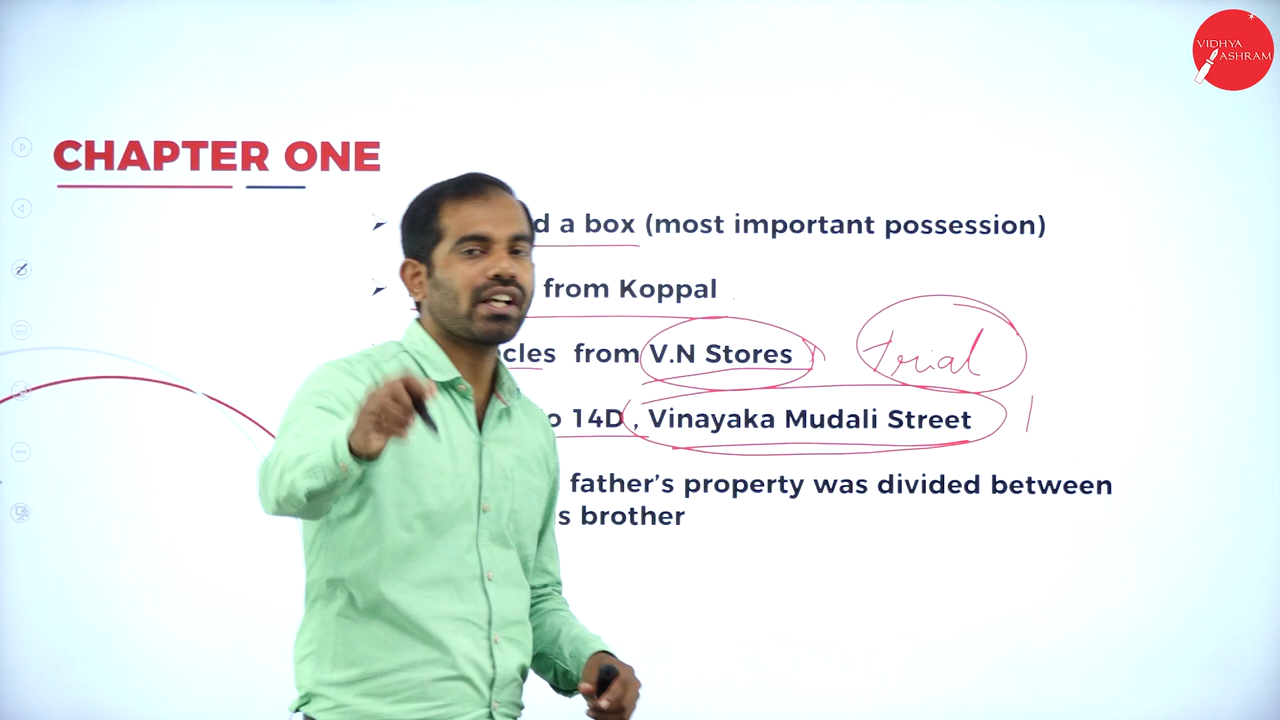 VIDHYA
ASHRAM
CHAPTER ONE
d a box (most important possession)
from Koppal
cles from V.N Stores
trial
o 14D , Vinayaka Mudali Street
father's property was divided between
s brother